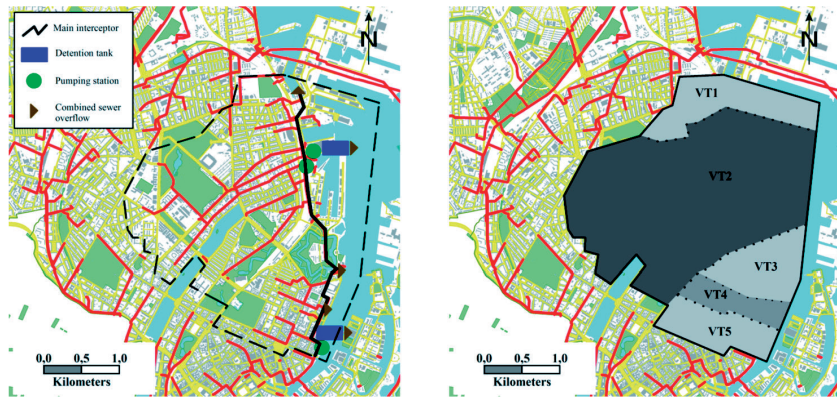 Main interceptor
Detention tank
Pumping station
Combined sewer
overflow
N
0,0 0,5 1,0
Kilometers
N
VT1
VT2
VT3
VT4
VT5
0,0 0,5 1,0
Kilometers